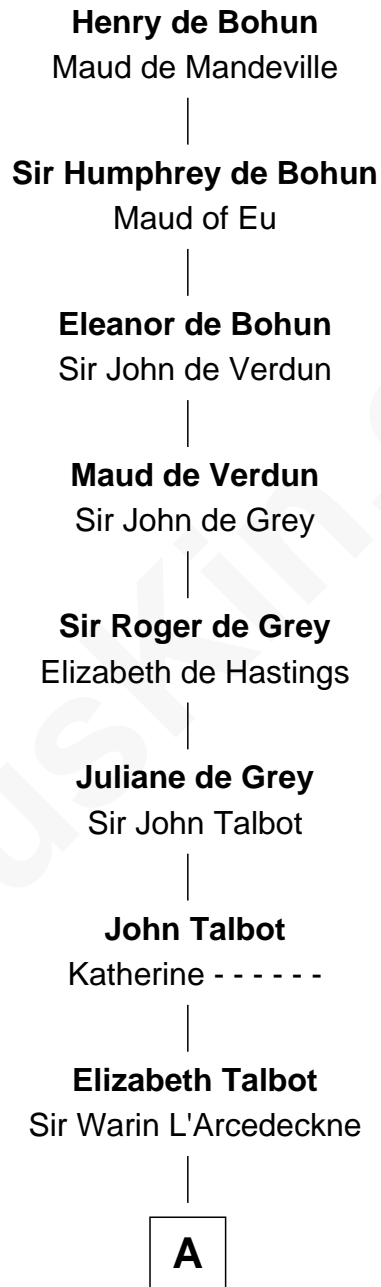 Henry de Bohun
Maud de Mandeville
Sir Humphrey de Bohun
Maud of Eu
Eleanor de Bohun
Sir John de Verdun
Maud de Verdun
Sir John de Grey
Sir Roger de Grey
Elizabeth de Hastings
Juliane de Grey
Sir John Talbot
John Talbot
Katherine - - - - - -
Elizabeth Talbot
Sir Warin L'Arcedeckne
A